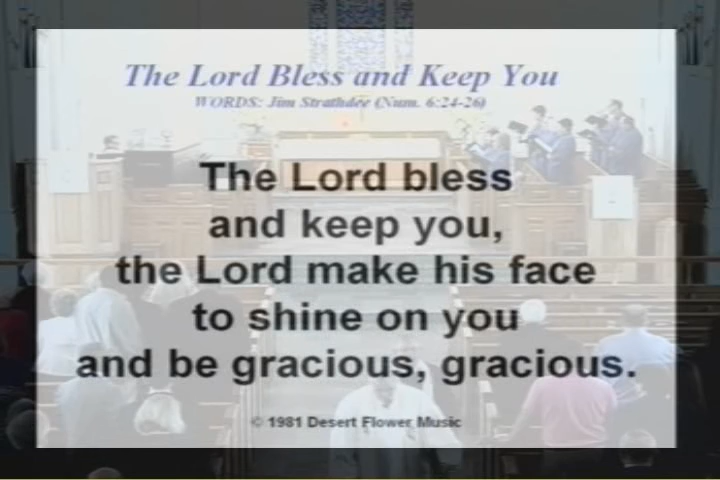 The Lord Bless and Keep You
WORDS: Jim Strathdee (Num. 6:24-26)
The Lord bless
and keep you,
the Lord make his face
to shine on you
and be gracious, gracious.
© 1981 Desert Flower Music